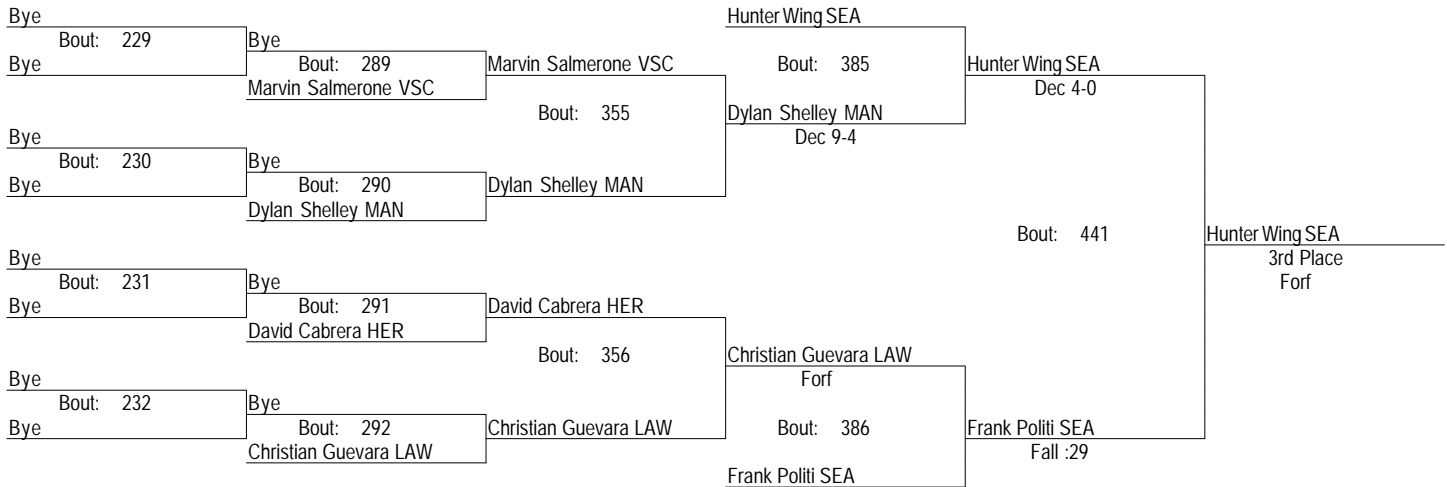 Bye
Bout: 229
Bye
Bye
Bout: 230
Bye
Bye
Bout: 231
Bye
Bye
Bout: 232
Bye
Bye
Bout: 289
Marvin Salmerone VSC
Bye
Bout: 290
Dylan Shelley MAN
Bye
Bout: 291
David Cabrera HER
Bye
Bout: 292
Christian Guevara LAW
Marvin Salmerone VSC
Bout: 355
Dylan Shelley MAN
David Cabrera HER
Bout: 356
Christian Guevara LAW
Hunter Wing SEA
Bout: 385
Dylan Shelley MAN
Dec 9-4
Christian Guevara LAW
Forf
Bout: 386
Frank Politi SEA
Hunter Wing SEA
Dec 4-0
Bout: 441
Frank Politi SEA
Fall :29
Hunter Wing SEA
3rd Place
Forf